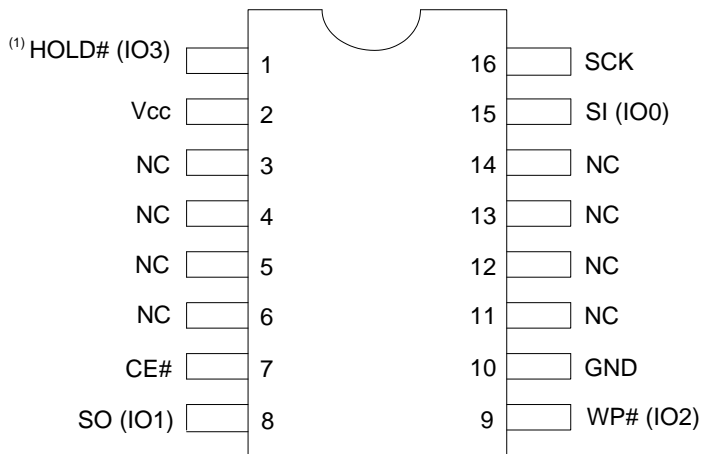 (1) HOLD# (IO3) 1 16 SCK
Vcc 2 15 SI (IO0)
NC 3 14 NC
NC 4 13 NC
NC 5 12 NC
NC 6 11 NC
CE# 7 10 GND
SO (IO1) 8 9 WP# (IO2)